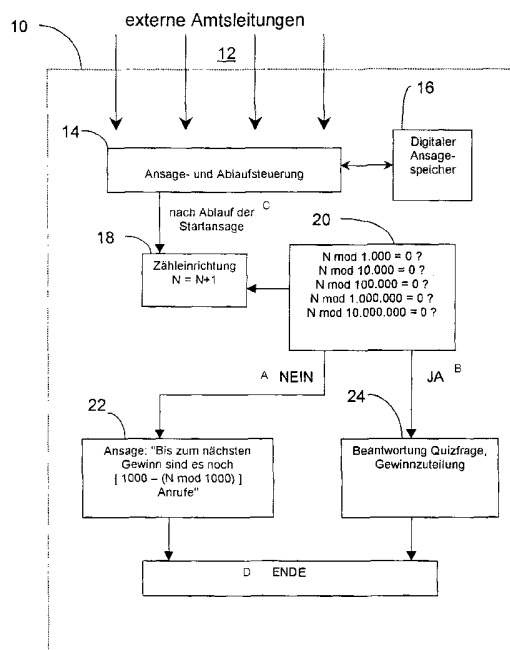 externe Amtsleitungen
10
12
16
14
Digitaler
Ansage-
speicher
Ansage- und Ablaufsteuerung
C
nach Ablauf der
Startansage
20
18
Zähleinrichtung
N = N+1
N mod 1.000 = 0 ?
N mod 10.000 = 0 ?
N mod 100.000 = 0 ?
N mod 1.000.000 = 0 ?
N mod 10.000.000 = 0 ?
A NEIN
JA B
22
24
Ansage: "Bis zum nächsten
Gewinn sind es noch
[ 1000 – (N mod 1000) ]
Anrufe"
Beantwortung Quizfrage,
Gewinnzuteilung
D ENDE